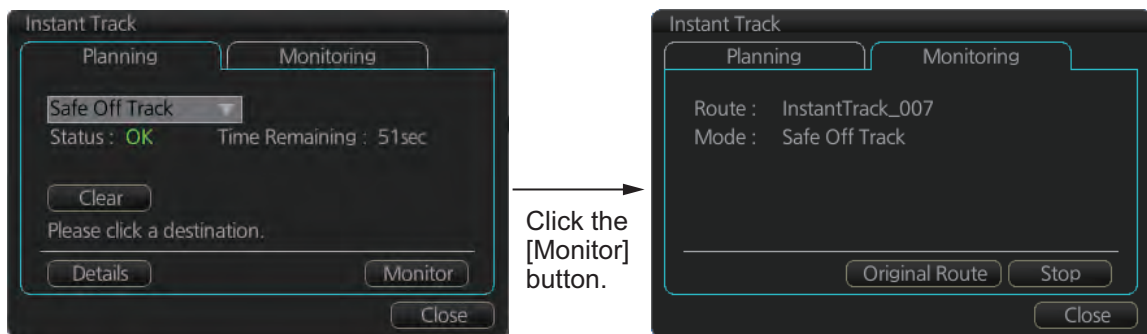 Instant Track
Planning
Monitoring
Safe Off Track
Status : OK
Time Remaining : 51sec
Clear
Please click a destination.
Details
Monitor
Close
Click the
[Monitor]
button.
Instant Track
Planning
Monitoring
Route : InstantTrack_007
Mode : Safe Off Track
Original Route
Stop
Close